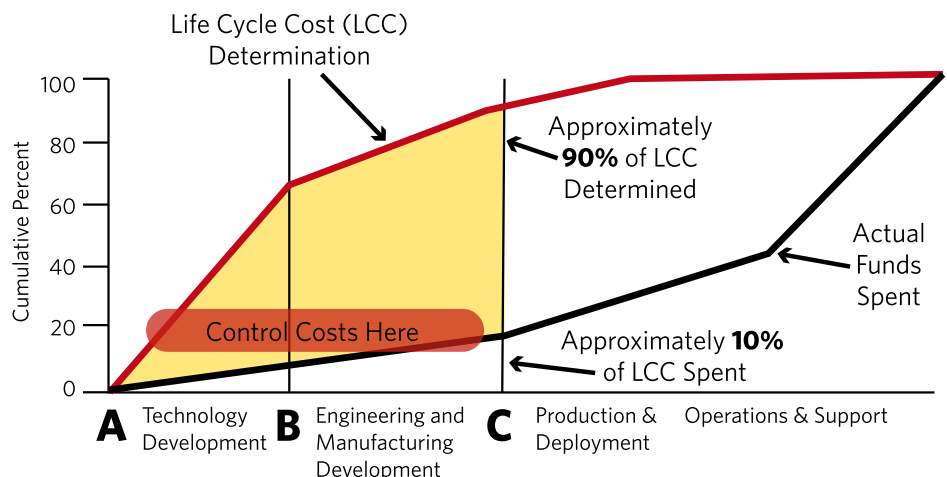 Life Cycle Cost (LCC)
Determination
Cumulative Percent
100
80
60
40
20
0
Approximately
90% of LCC
Determined
Actual
Funds
Spent
Control Costs Here
Approximately 10%
of LCC Spent
A
Technology
Development
B
Engineering and
Manufacturing
Development
C
Production &
Deployment
Operations & Support